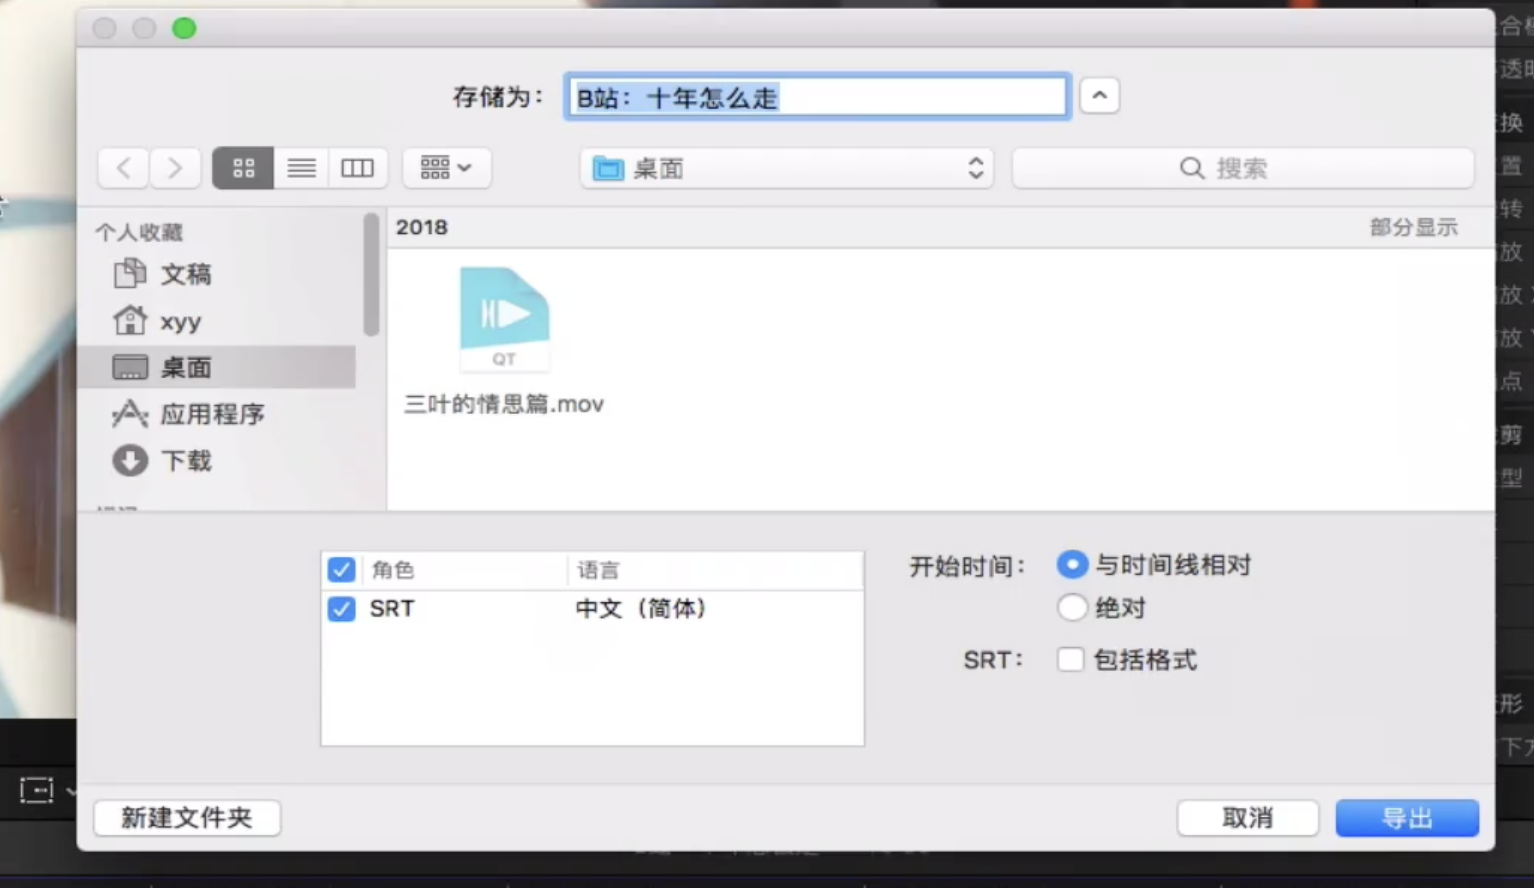 存储为：
B站：十年怎么走
桌面
搜索
个人收藏
文稿
xyy
桌面
应用程序
下载
2018
部分显示
QT
三叶的情思篇.mov
角色 语言
SRT 中文（简体）
开始时间：
与时间线相对
绝对
SRT：
包括格式
新建文件夹
取消
导出
合
透明
换
置
转
放
放
放
点
剪
型
形
下方